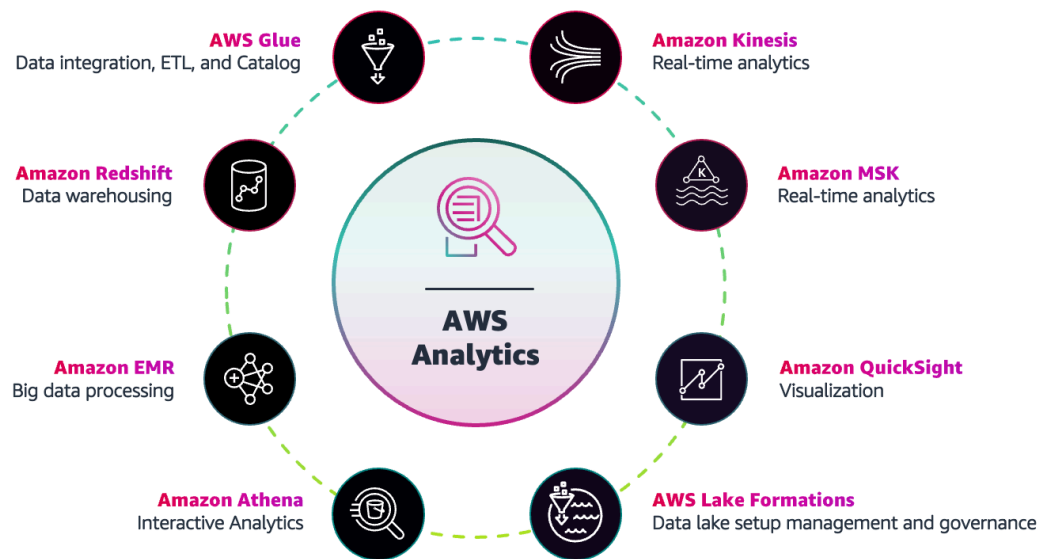 AWS Glue
Data integration, ETL, and Catalog
Amazon Kinesis
Real-time analytics
Amazon Redshift
Data warehousing
Amazon MSK
Real-time analytics
K
AWS
Analytics
Amazon EMR
Big data processing
Amazon QuickSight
Visualization
Amazon Athena
Interactive Analytics
AWS Lake Formations
Data lake setup management and governance